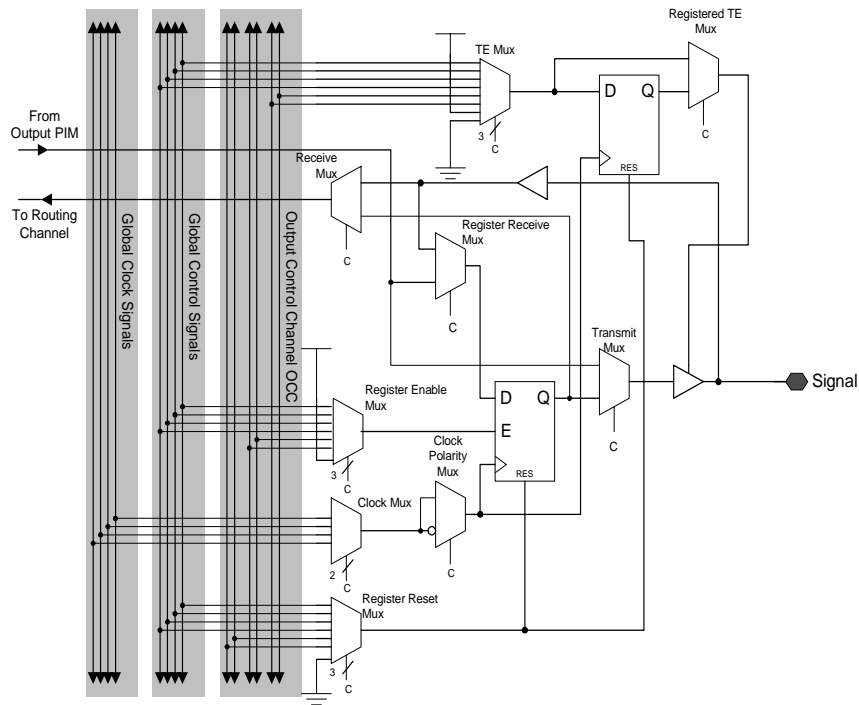 Registered TE
Mux
TE Mux
D
Q
RES
3
C
C
From
Output PIM
To Routing
Channel
Receive
Mux
C
Register Receive
Mux
C
Global Clock Signals
Global Control Signals
Output Control Channel OCC
Transmit
Mux
C
Signal
Register Enable
Mux
3
C
D
Q
E
RES
Clock
Polarity
Mux
C
Clock Mux
2
C
Register Reset
Mux
3
C